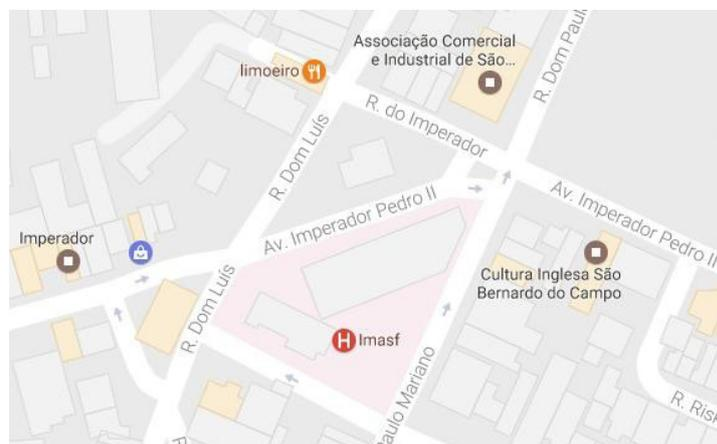 Associação Comercial
e Industrial de São...
limoeiro
R. Dom Paulo
R. do Imperador
R. Dom Luís
Av. Imperador Pedro II
Av. Imperador Pedro II
Imperador
Cultura Inglesa São
Bernardo do Campo
R. Dom Luís
H Imasf
Paulo Mariano
R. Ris
R